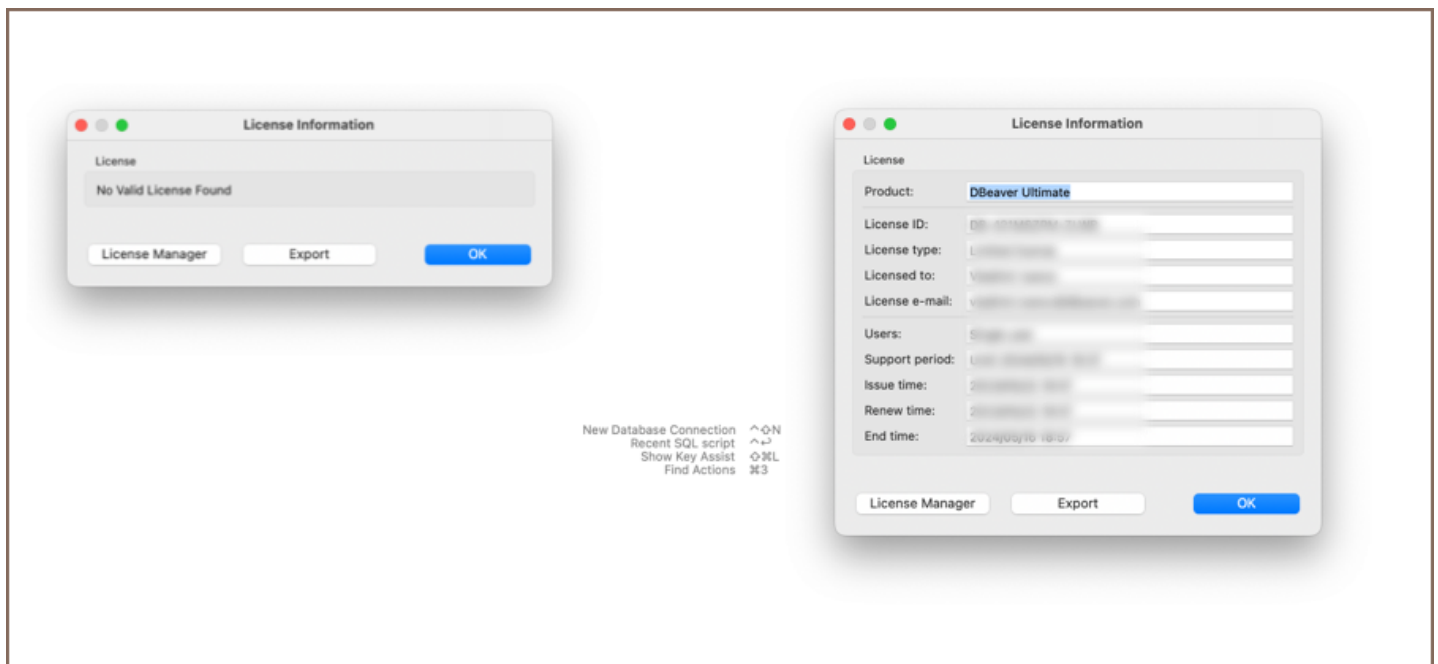 License Information
License
No Valid License Found
License Manager Export OK
New Database Connection ^⇧N
Recent SQL script ^↩
Show Key Assist ⇧⌘L
Find Actions ⌘3
License Information
License
Product: DBeaver Ultimate
License ID:
License type:
Licensed to:
License e-mail:
Users:
Support period:
Issue time:
Renew time:
End time:
License Manager Export OK